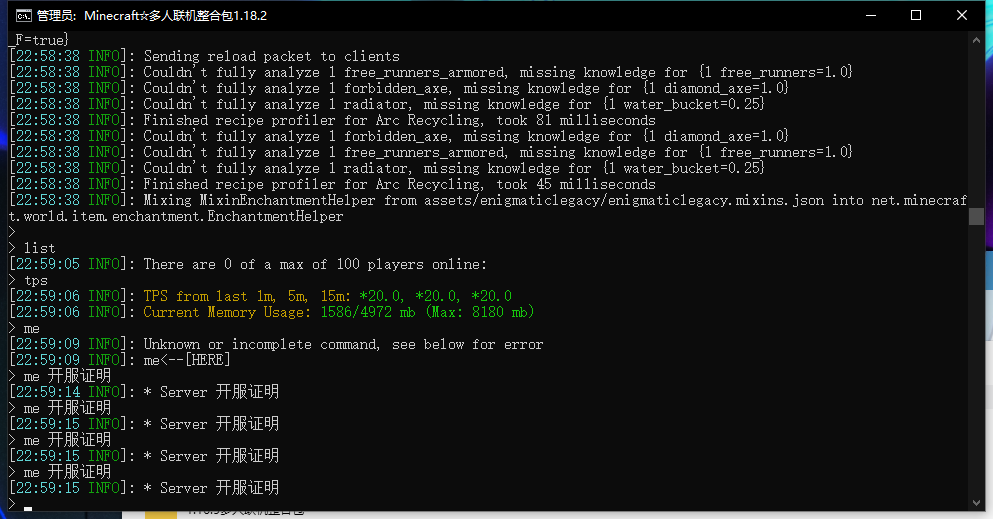 管理员: Minecraft☆多人联机整合包1.18.2
_F=true}
[22:58:38 INFO]: Sending reload packet to clients
[22:58:38 INFO]: Couldn't fully analyze 1 free_runners_armored, missing knowledge for {1 free_runners=1.0}
[22:58:38 INFO]: Couldn't fully analyze 1 forbidden_axe, missing knowledge for {1 diamond_axe=1.0}
[22:58:38 INFO]: Couldn't fully analyze 1 radiator, missing knowledge for {1 water_bucket=0.25}
[22:58:38 INFO]: Finished recipe profiler for Arc Recycling, took 81 milliseconds
[22:58:38 INFO]: Couldn't fully analyze 1 forbidden_axe, missing knowledge for {1 diamond_axe=1.0}
[22:58:38 INFO]: Couldn't fully analyze 1 free_runners_armored, missing knowledge for {1 free_runners=1.0}
[22:58:38 INFO]: Couldn't fully analyze 1 radiator, missing knowledge for {1 water_bucket=0.25}
[22:58:38 INFO]: Finished recipe profiler for Arc Recycling, took 45 milliseconds
[22:58:38 INFO]: Mixing MixinEnchantmentHelper from assets/enigmaticlegacy/enigmaticlegacy.mixins.json into net.minecraf
t.world.item.enchantment.EnchantmentHelper
>
> list
[22:59:05 INFO]: There are 0 of a max of 100 players online:
> tps
[22:59:06 INFO]: TPS from last 1m, 5m, 15m: *20.0, *20.0, *20.0
[22:59:06 INFO]: Current Memory Usage: 1586/4972 mb (Max: 8180 mb)
> me
[22:59:09 INFO]: Unknown or incomplete command, see below for error
[22:59:09 INFO]: me<--[HERE]
> me 开服证明
[22:59:14 INFO]: * Server 开服证明
> me 开服证明
[22:59:15 INFO]: * Server 开服证明
> me 开服证明
[22:59:15 INFO]: * Server 开服证明
> me 开服证明
[22:59:15 INFO]: * Server 开服证明
>